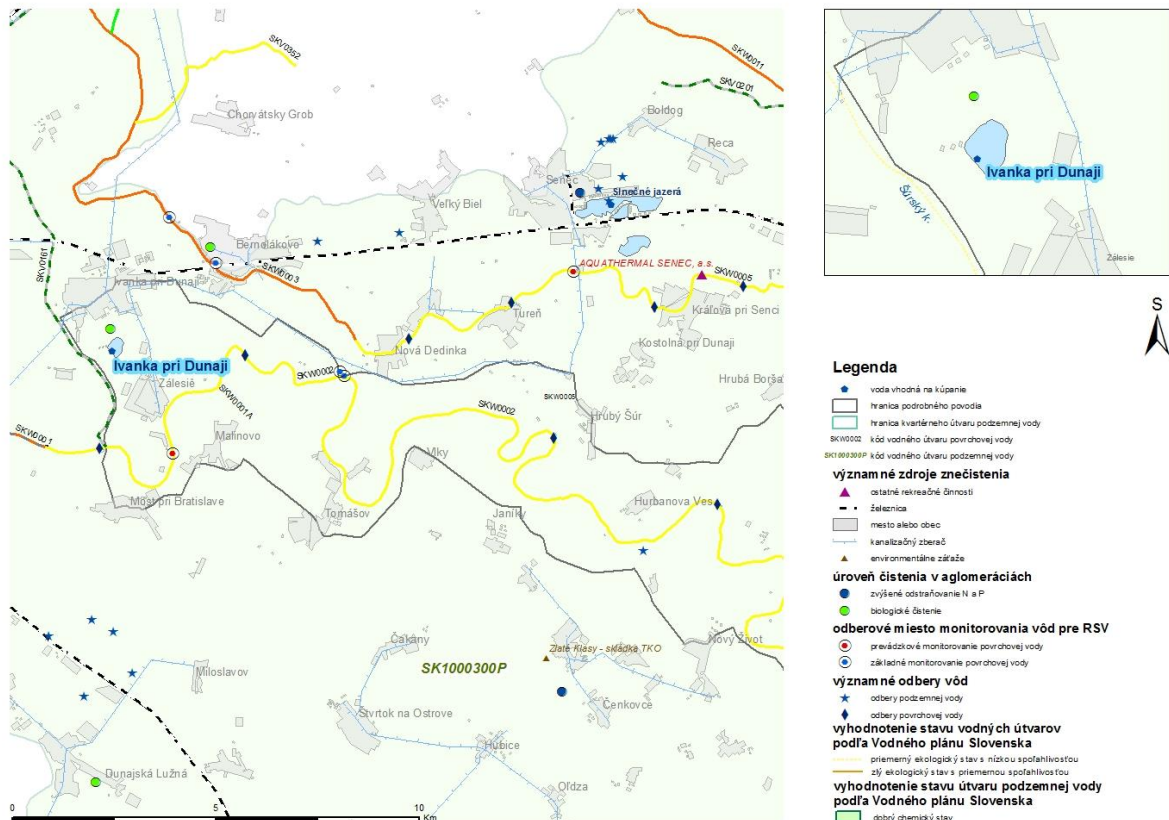 SKV0352
SKW0011
Chorvátsky Grob
SKV0201
Boldog
Reca
Senec
Slnečné jazerá
Veľký Biel
SKV0161
Bernolákovo
SKW0003
AQUATHERMAL SENEC, a.s.
SKW0005
Ivanka pri Dunaji
Tureň
Kráľová pri Senci
Nová Dedinka
Kostolná pri Dunaji
Ivanka pri Dunaji
SKW0002
Hrubá Borša
Zálesie
SKW0001A
SKW0002
SKW0005
Hrubý Šúr
SKW0001
Malinovo
Vlky
Most pri Bratislave
Tomášov
Janíky
Hurbanova Ves
Čakany
Zlaté Klasy - skládka TKO
Nový Život
SK1000300P
Miloslavov
Štvrtok na Ostrove
Čenkovce
Hubice
Dunajská Lužná
Oľdza
0
5
10
Km
Ivanka pri Dunaji
Šúrský k.
Zálesie
S
Legenda
voda vhodná na kúpanie
hranica podrobného povodia
hranica kvartérneho útvaru podzemnej vody
SKW0002 kód vodného útvaru povrchovej vody
SK1000300P kód vodného útvaru podzemnej vody
významné zdroje znečistenia
ostatné rekreačné činnosti
železnica
mesto alebo obec
kanalizačný zberač
environmentálne záťaže
úroveň čistenia v aglomeráciách
zvýšené odstraňovanie N a P
biologické čistenie
odberové miesto monitorovania vôd pre RSV
prevádzkové monitorovanie povrchovej vody
základné monitorovanie povrchovej vody
významné odbery vôd
odbery podzemnej vody
odbery povrchovej vody
vyhodnotenie stavu vodných útvarov
podľa Vodného plánu Slovenska
priemerný ekologický stav s nízkou spoľahlivosťou
zlý ekologický stav s priemernou spoľahlivosťou
vyhodnotenie stavu útvaru podzemnej vody
podľa Vodného plánu Slovenska
dobrý chemický stav